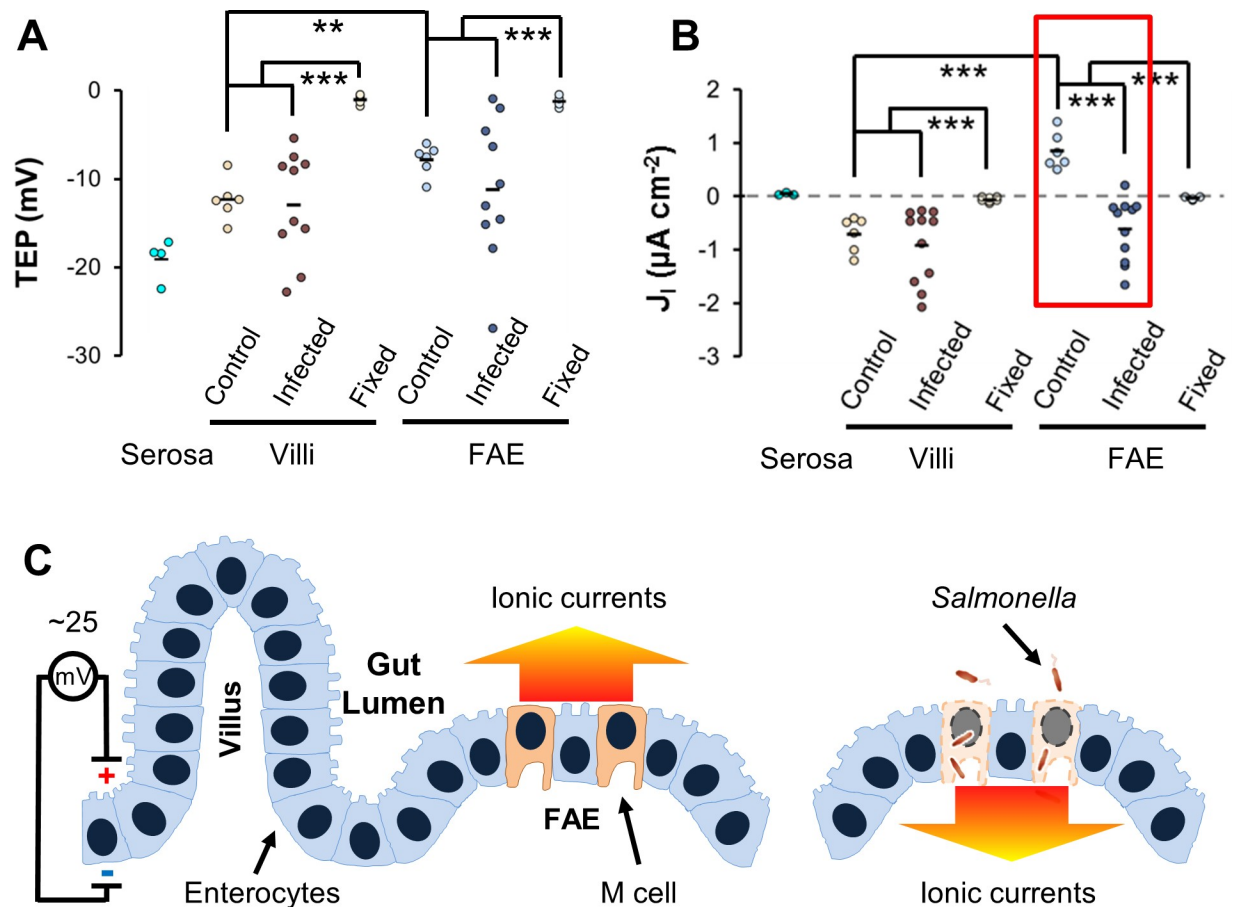 A
TEP (mV)
0
-10
-20
-30
**
***
***
Control
Infected
Fixed
Control
Infected
Fixed
Serosa
Villi
FAE
B
J_I (µA cm⁻²)
2
1
0
-1
-2
-3
***
***
***
***
Control
Infected
Fixed
Control
Infected
Fixed
Serosa
Villi
FAE
C
~25
mV
+
-
Villus
Gut
Lumen
Ionic currents
FAE
Enterocytes
M cell
Salmonella
Ionic currents